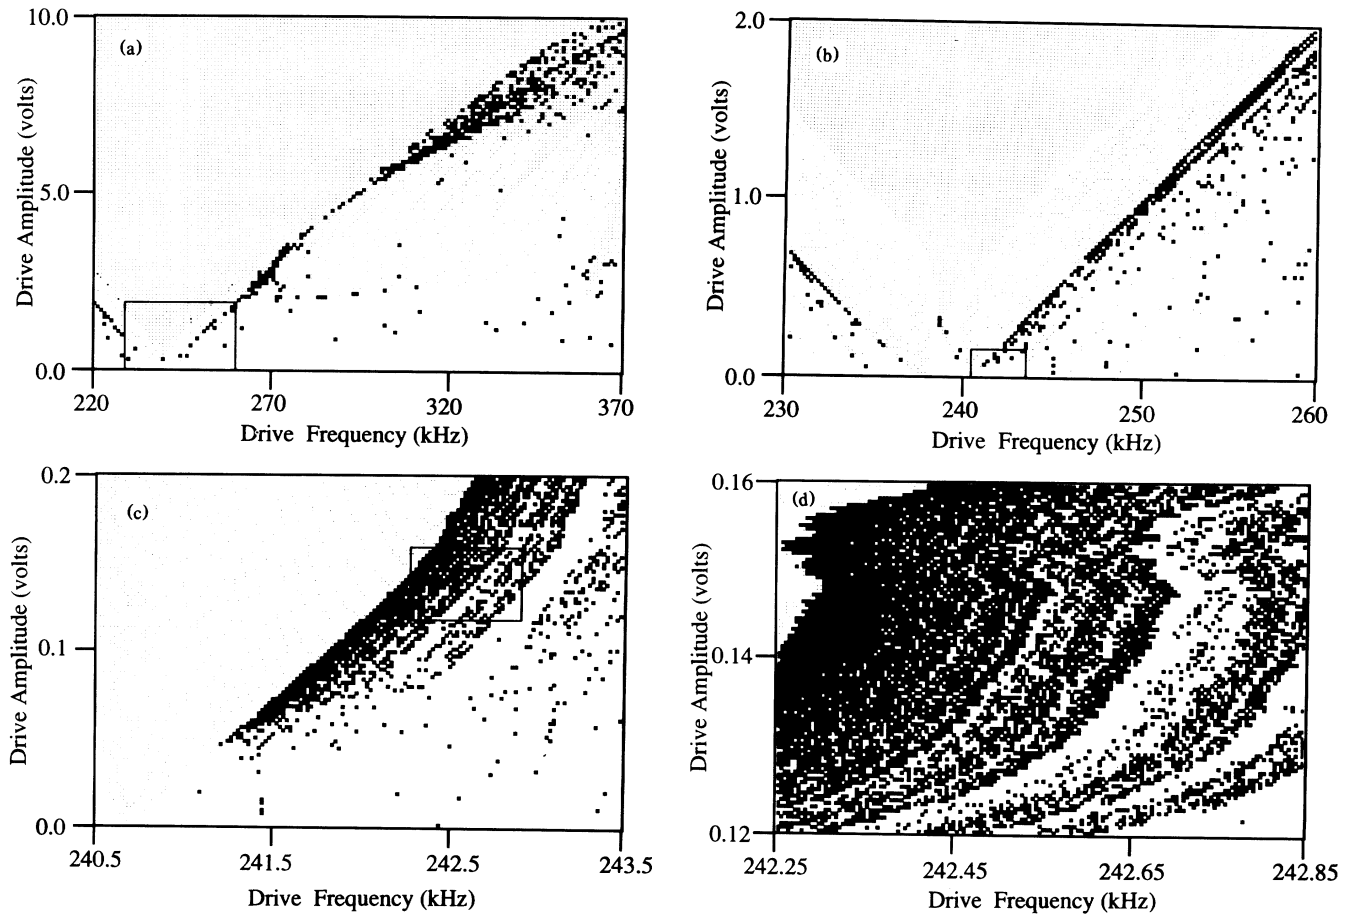 10.0
(a)
5.0
0.0
220
270
320
370
Drive Amplitude (volts)
Drive Frequency (kHz)
2.0
(b)
1.0
0.0
230
240
250
260
Drive Amplitude (volts)
Drive Frequency (kHz)
0.2
(c)
0.1
0.0
240.5
241.5
242.5
243.5
Drive Amplitude (volts)
Drive Frequency (kHz)
0.16
(d)
0.14
0.12
242.25
242.45
242.65
242.85
Drive Amplitude (volts)
Drive Frequency (kHz)